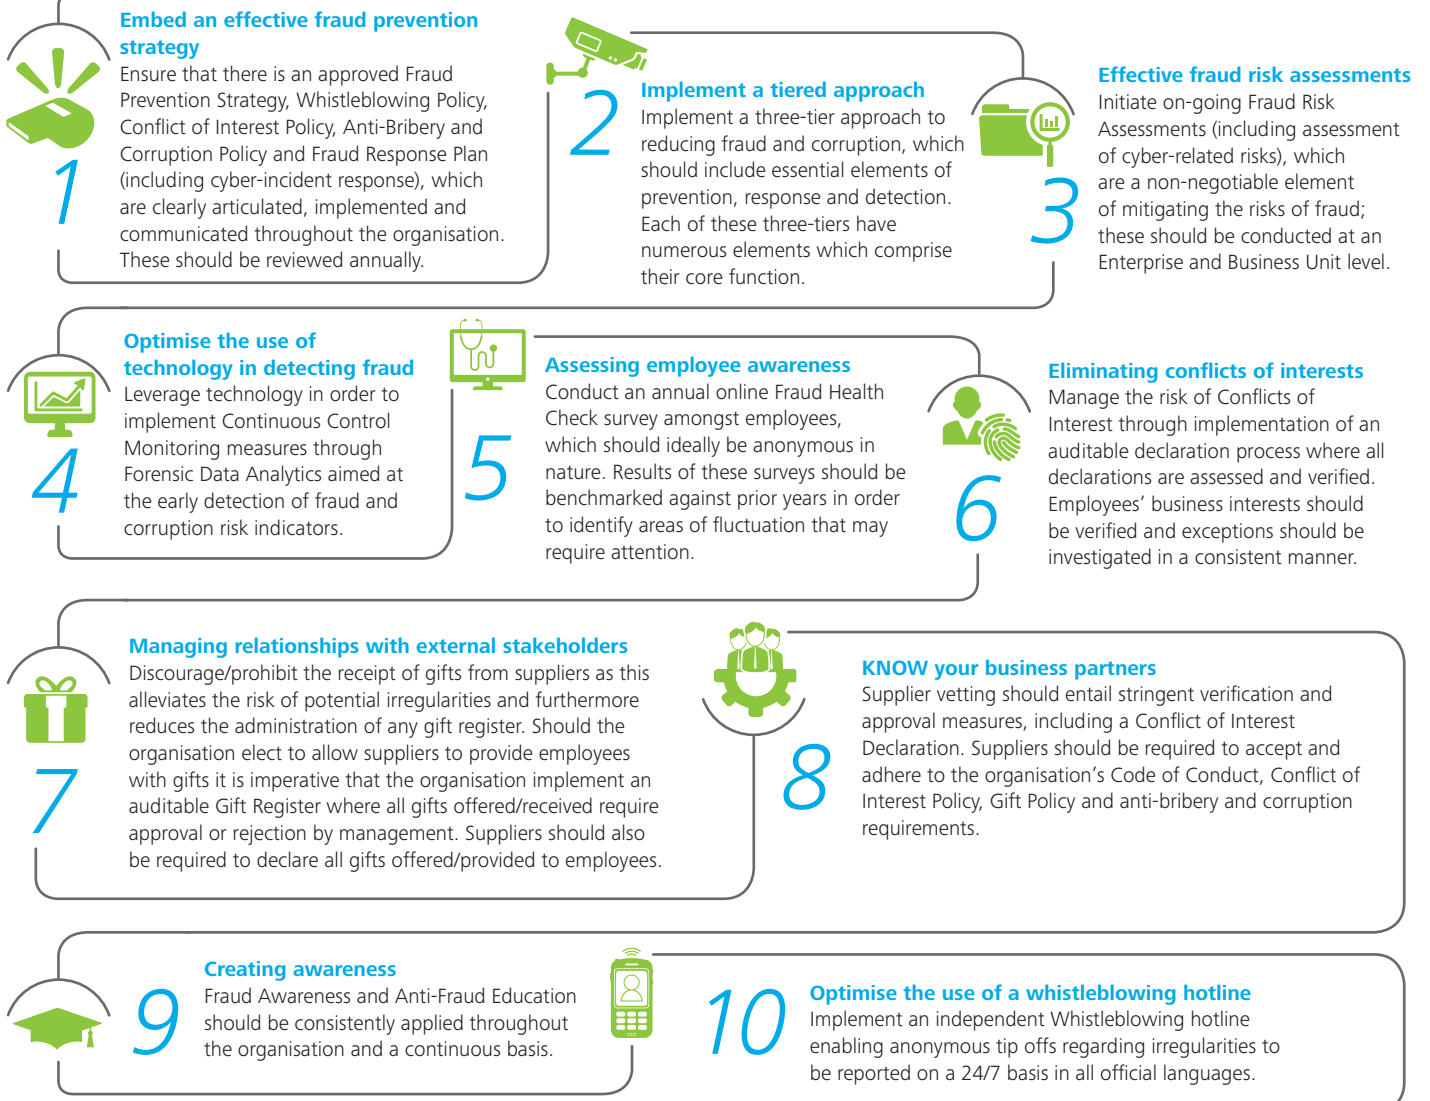 Embed an effective fraud prevention
strategy
Ensure that there is an approved Fraud
Prevention Strategy, Whistleblowing Policy,
Conflict of Interest Policy, Anti-Bribery and
Corruption Policy and Fraud Response Plan
(including cyber-incident response), which
are clearly articulated, implemented and
communicated throughout the organisation.
These should be reviewed annually.
1
2
Implement a tiered approach
Implement a three-tier approach to
reducing fraud and corruption, which
should include essential elements of
prevention, response and detection.
Each of these three-tiers have
numerous elements which comprise
their core function.
3
Effective fraud risk assessments
Initiate on-going Fraud Risk
Assessments (including assessment
of cyber-related risks), which
are a non-negotiable element
of mitigating the risks of fraud;
these should be conducted at an
Enterprise and Business Unit level.
4
Optimise the use of
technology in detecting fraud
Leverage technology in order to
implement Continuous Control
Monitoring measures through
Forensic Data Analytics aimed at
the early detection of fraud and
corruption risk indicators.
5
Assessing employee awareness
Conduct an annual online Fraud Health
Check survey amongst employees,
which should ideally be anonymous in
nature. Results of these surveys should be
benchmarked against prior years in order
to identify areas of fluctuation that may
require attention.
6
Eliminating conflicts of interests
Manage the risk of Conflicts of
Interest through implementation of an
auditable declaration process where all
declarations are assessed and verified.
Employees' business interests should
be verified and exceptions should be
investigated in a consistent manner.
7
Managing relationships with external stakeholders
Discourage/prohibit the receipt of gifts from suppliers as this
alleviates the risk of potential irregularities and furthermore
reduces the administration of any gift register. Should the
organisation elect to allow suppliers to provide employees
with gifts it is imperative that the organisation implement an
auditable Gift Register where all gifts offered/received require
approval or rejection by management. Suppliers should also
be required to declare all gifts offered/provided to employees.
8
KNOW your business partners
Supplier vetting should entail stringent verification and
approval measures, including a Conflict of Interest
Declaration. Suppliers should be required to accept and
adhere to the organisation's Code of Conduct, Conflict of
Interest Policy, Gift Policy and anti-bribery and corruption
requirements.
9
Creating awareness
Fraud Awareness and Anti-Fraud Education
should be consistently applied throughout
the organisation and a continuous basis.
10
Optimise the use of a whistleblowing hotline
Implement an independent Whistleblowing hotline
enabling anonymous tip offs regarding irregularities to
be reported on a 24/7 basis in all official languages.